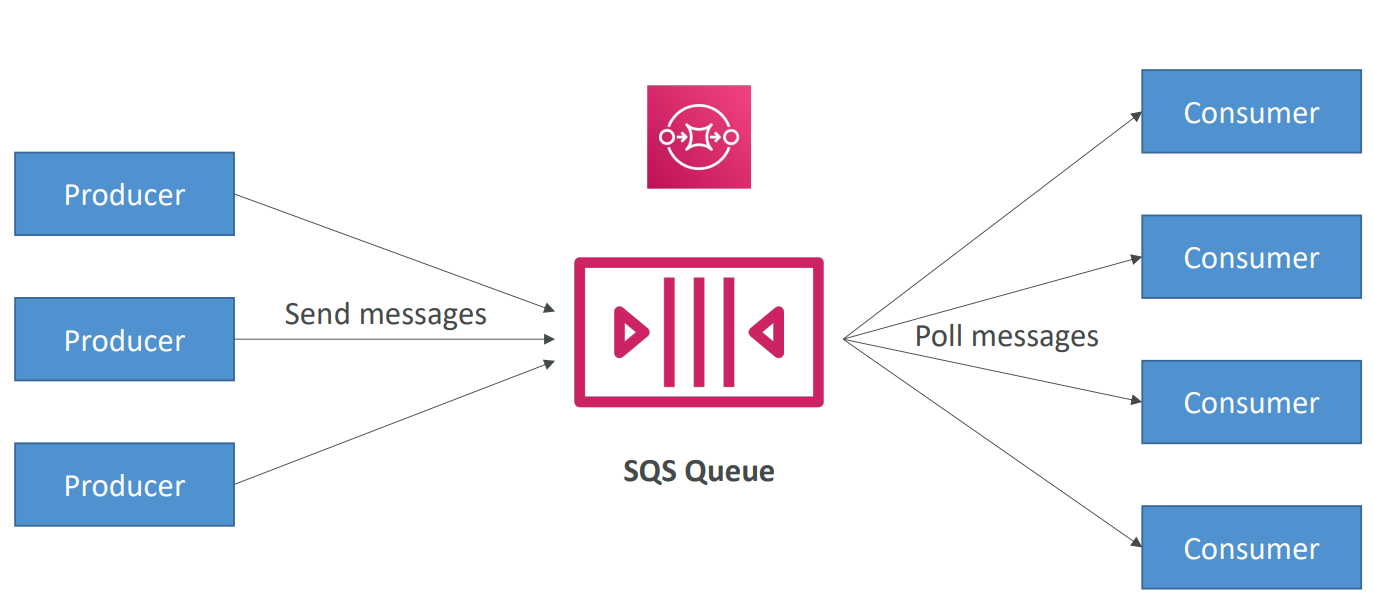 Producer
Producer
Producer
Send messages
SQS Queue
Poll messages
Consumer
Consumer
Consumer
Consumer